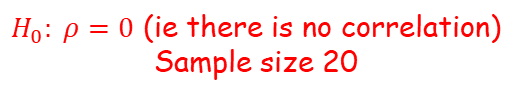 H₀: ρ = 0 (ie there is no correlation)
Sample size 20